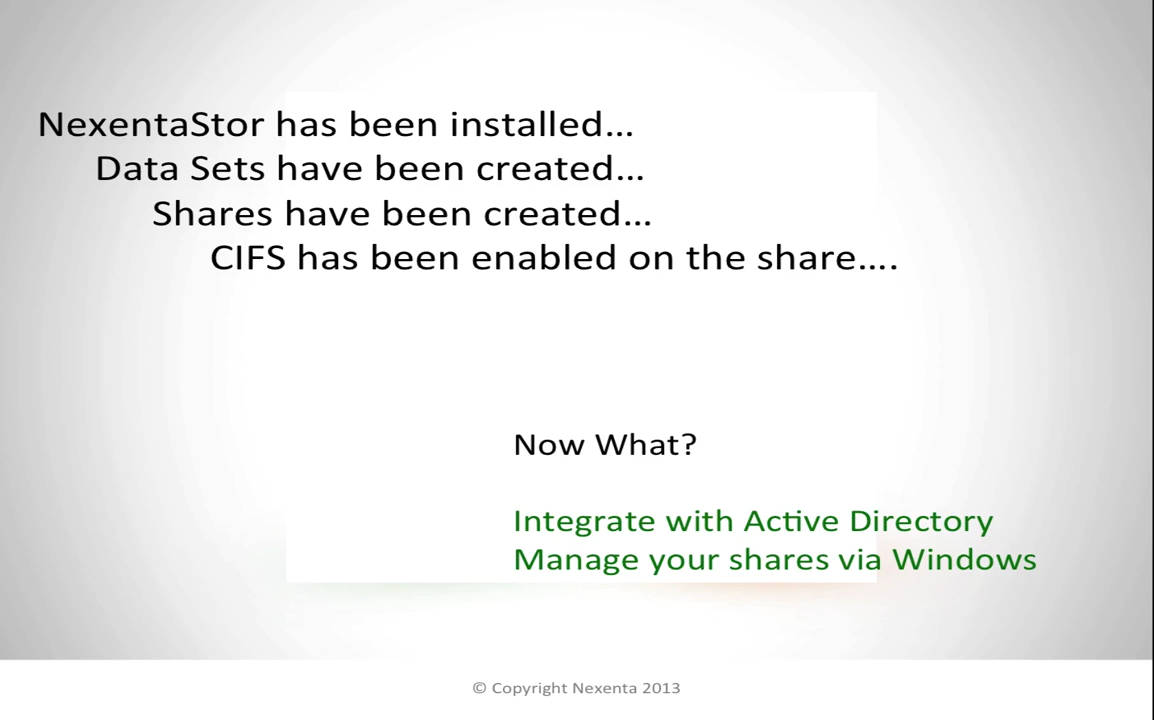 NexentaStor has been installed...
Data Sets have been created...
Shares have been created...
CIFS has been enabled on the share....
Now What?
Integrate with Active Directory
Manage your shares via Windows
© Copyright Nexenta 2013